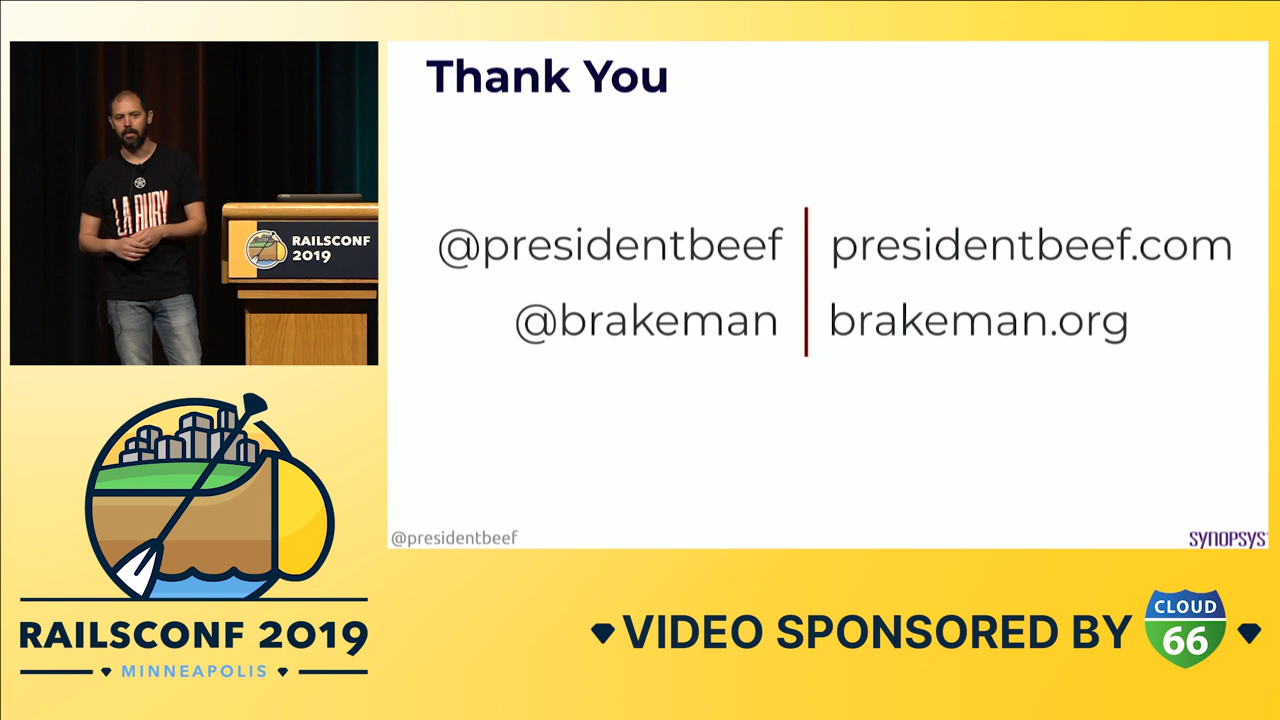 Thank You
@presidentbeef
presidentbeef.com
@brakeman
brakeman.org
@presidentbeef
SYNOPSYS
LA BURY
RAILSCONF
2019
RAILSCONF 2019
MINNEAPOLIS
VIDEO SPONSORED BY
CLOUD
66